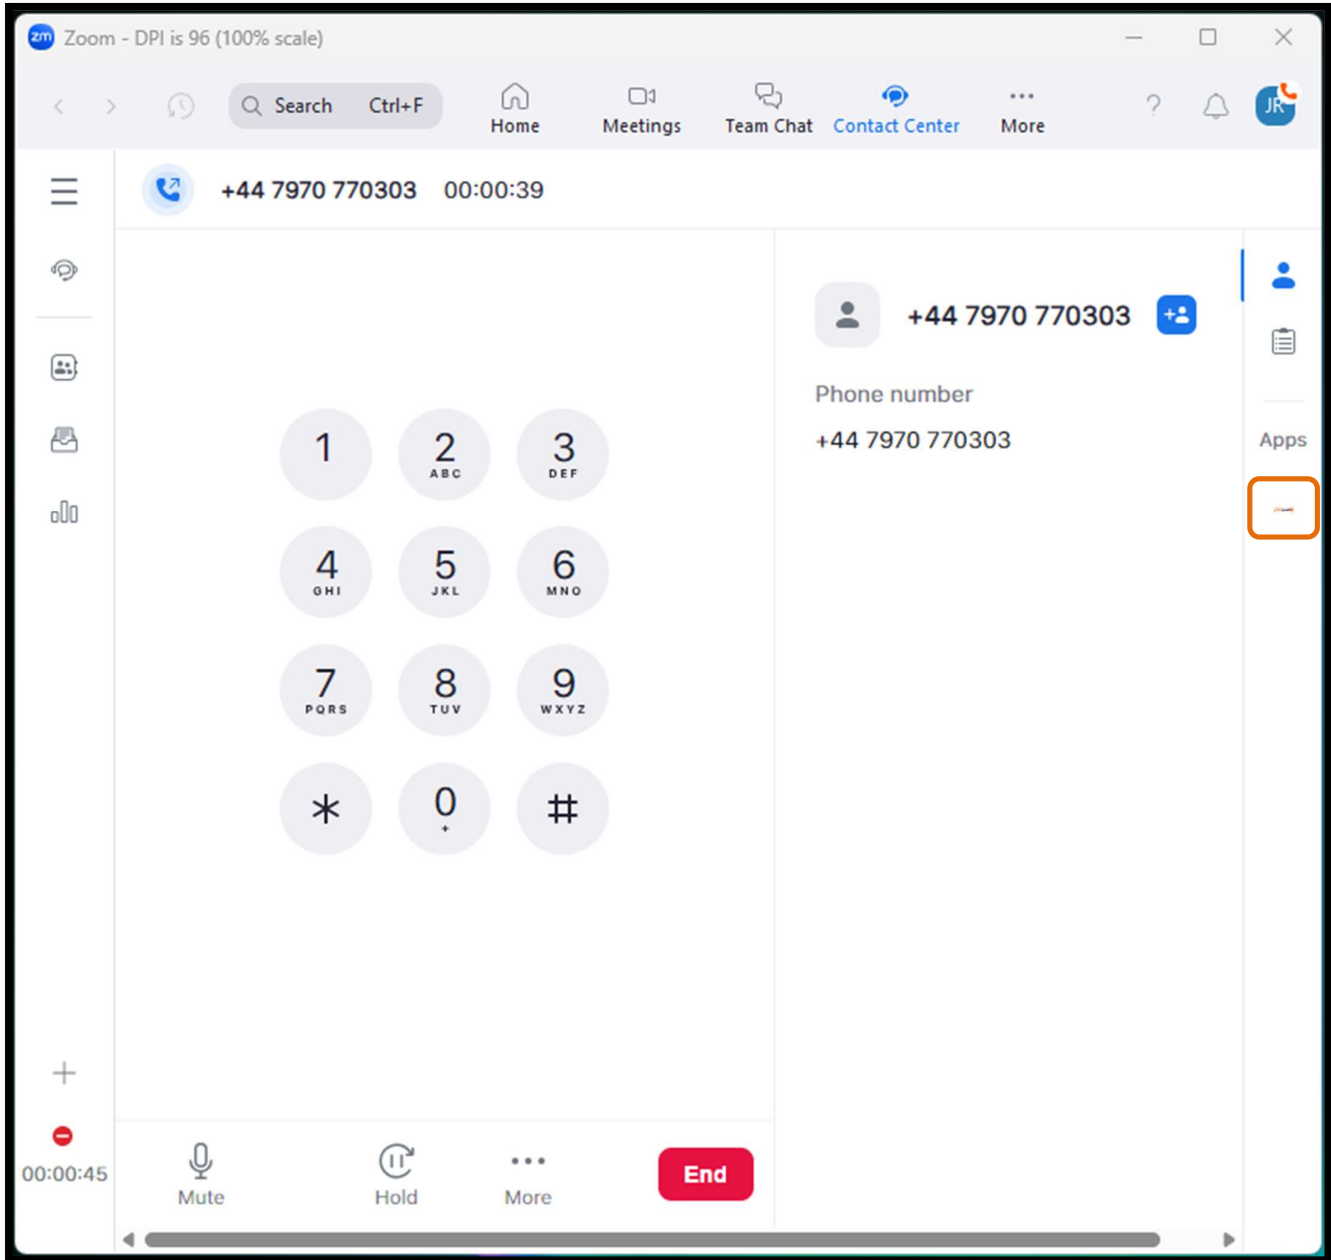 zm Zoom - DPI is 96 (100% scale)
Search Ctrl+F
Home
Meetings
Team Chat
Contact Center
More
?
JR
+44 7970 770303 00:00:39
+44 7970 770303
Phone number
+44 7970 770303
Apps
1
2 ABC
3 DEF
4 GHI
5 JKL
6 MNO
7 PQRS
8 TUV
9 WXYZ
*
0 +
#
00:00:45
Mute
Hold
More
End